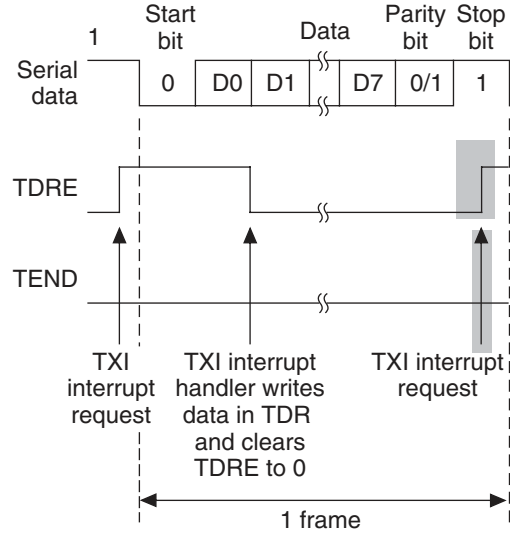 Start bit
Data
Parity bit
Stop bit
1
Serial data
0
D0
D1
D7
0/1
1
TDRE
TEND
TXI interrupt request
TXI interrupt handler writes data in TDR and clears TDRE to 0
TXI interrupt request
1 frame